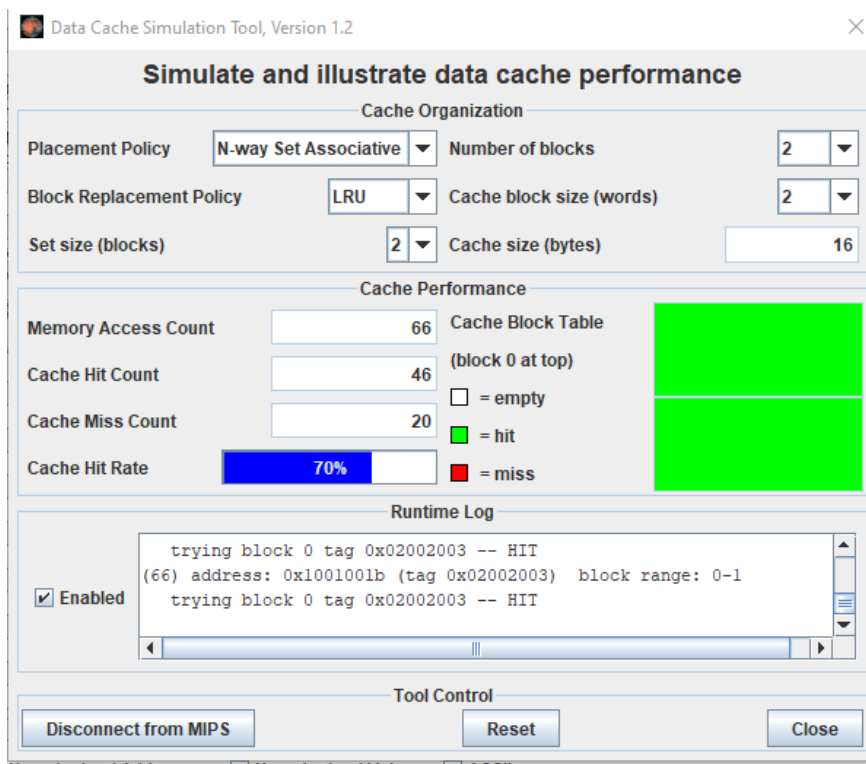 Data Cache Simulation Tool, Version 1.2
Simulate and illustrate data cache performance
Cache Organization
Placement Policy N-way Set Associative Number of blocks 2
Block Replacement Policy LRU Cache block size (words) 2
Set size (blocks) 2 Cache size (bytes) 16
Cache Performance
Memory Access Count 66 Cache Block Table
(block 0 at top)
Cache Hit Count 46
= empty
Cache Miss Count 20
= hit
Cache Hit Rate 70%
= miss
Runtime Log
Enabled
trying block 0 tag 0x02002003 -- HIT
(66) address: 0x1001001b (tag 0x02002003) block range: 0-1
trying block 0 tag 0x02002003 -- HIT
Tool Control
Disconnect from MIPS Reset Close